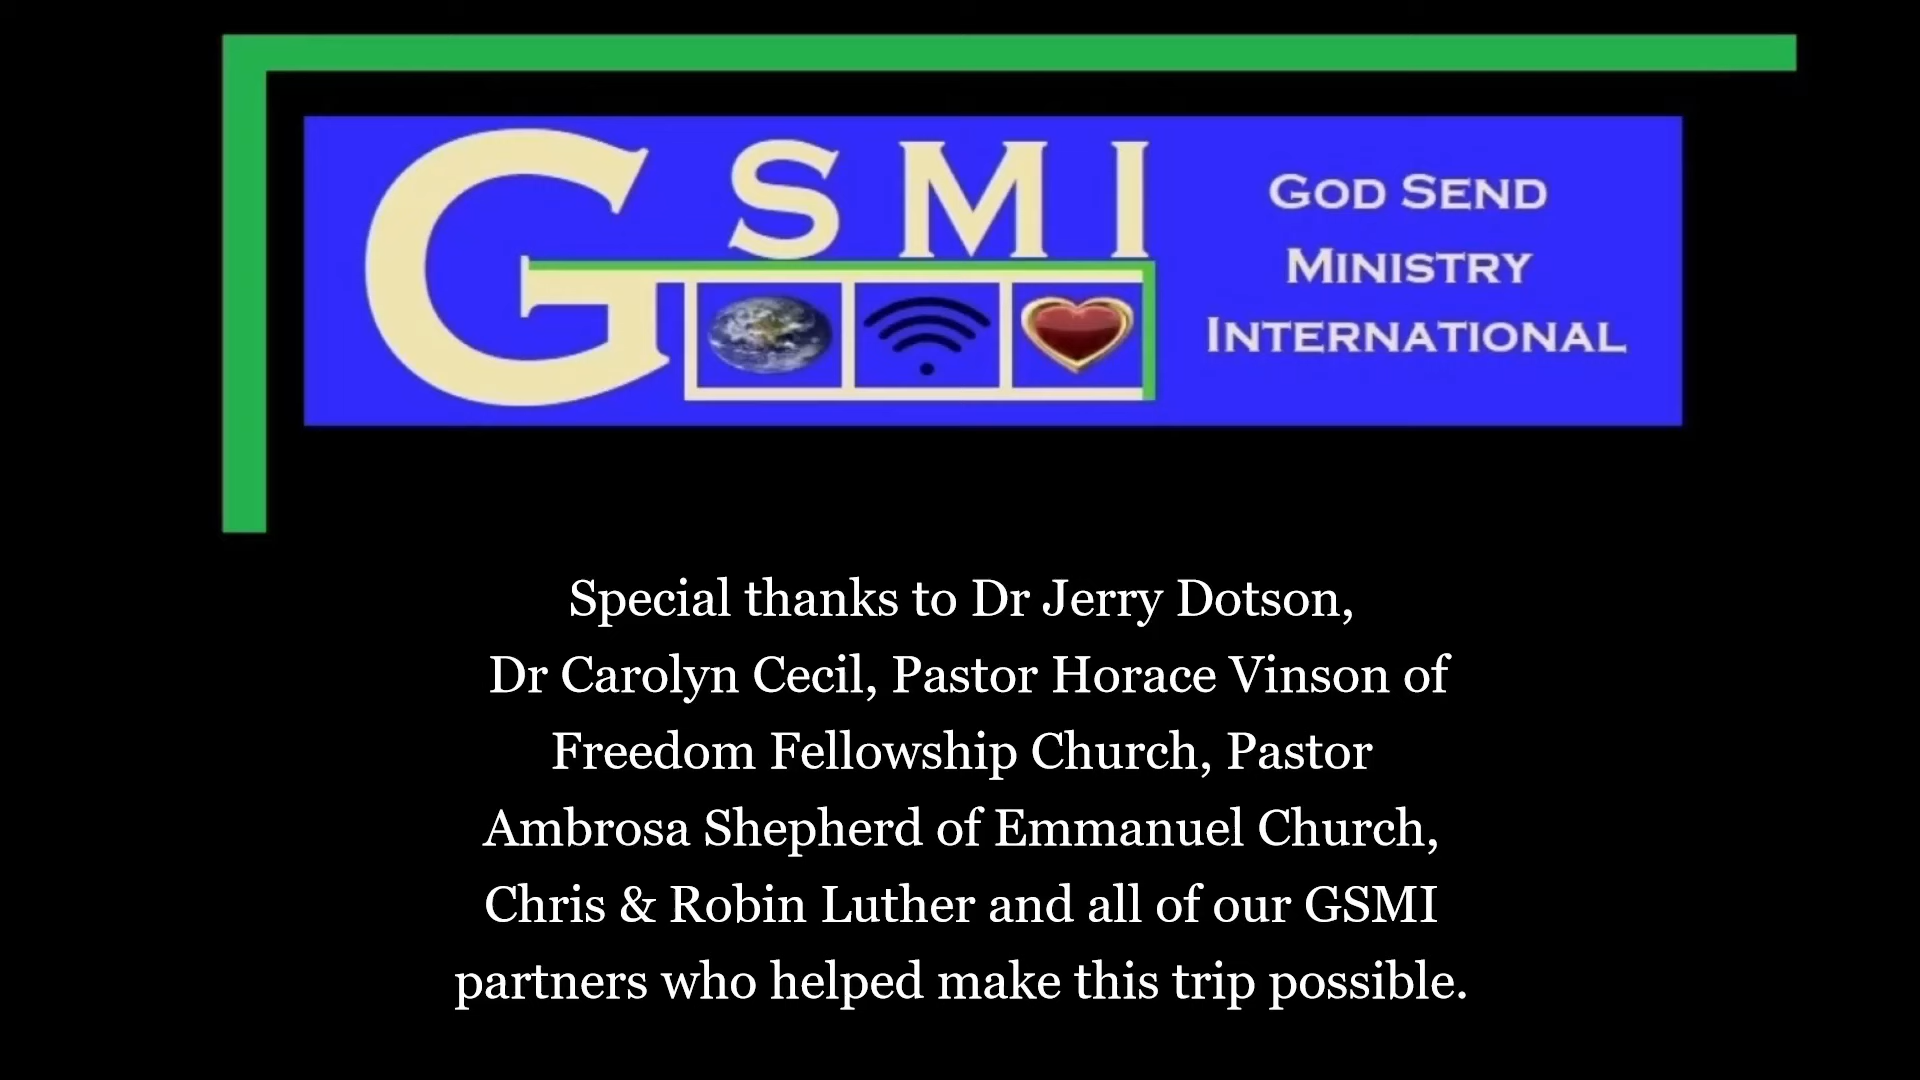 GSMI
GOD SEND
MINISTRY
INTERNATIONAL
Special thanks to Dr Jerry Dotson,
Dr Carolyn Cecil, Pastor Horace Vinson of
Freedom Fellowship Church, Pastor
Ambrosa Shepherd of Emmanuel Church,
Chris & Robin Luther and all of our GSMI
partners who helped make this trip possible.